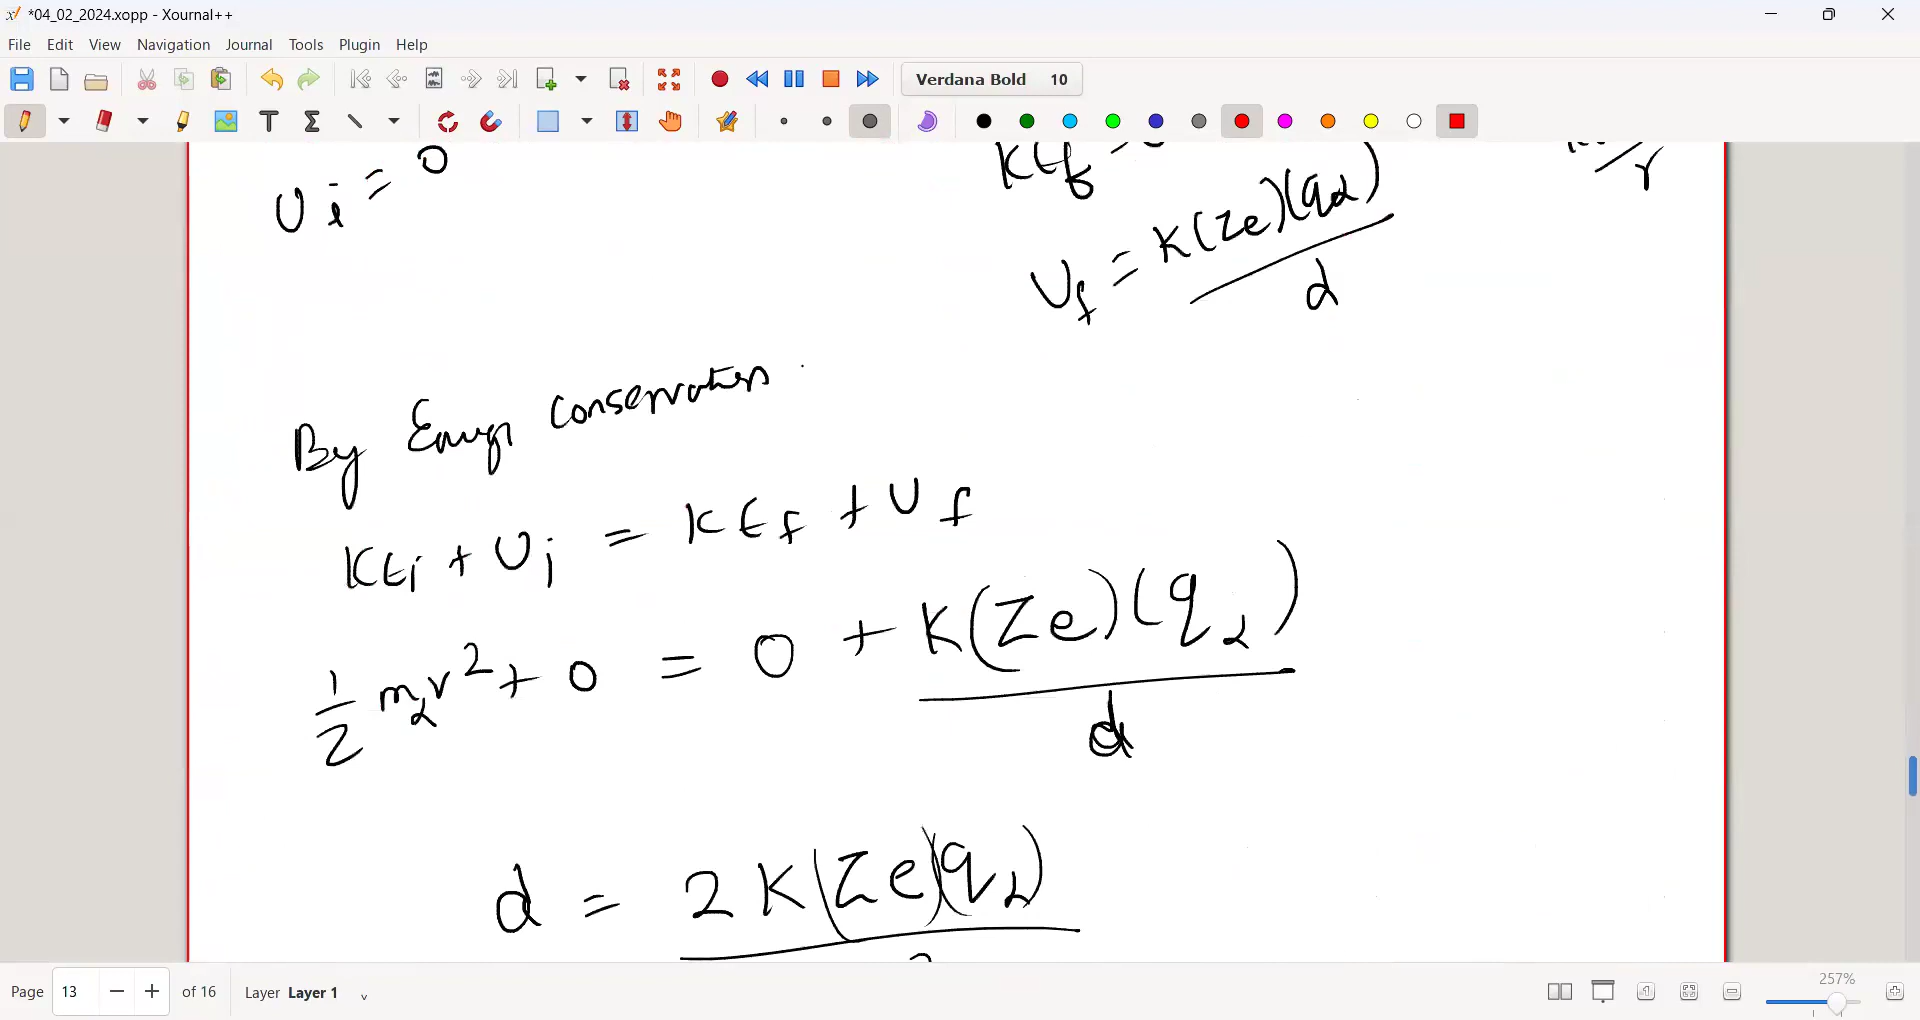 *04_02_2024.xopp - Xournal++
File Edit View Navigation Journal Tools Plugin Help
Verdana Bold 10
U i = 0
KEf =
r
Uf = K(Ze)(qα)
d
By conservation
KEi + Ui = KEf + Uf
1/2 mαv² + 0 = 0 + K(Ze)(qα)
d
d = 2K(Ze)(qα)
Page 13 of 16 Layer Layer 1 257%